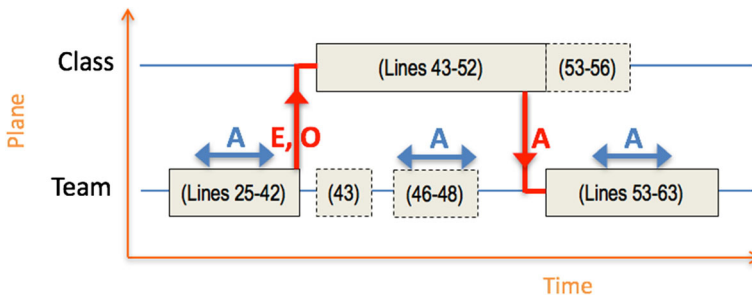 Class
(Lines 43-52)
(53-56)
Plane
A
E, O
A
A
A
Team
(Lines 25-42)
(43)
(46-48)
(Lines 53-63)
Time